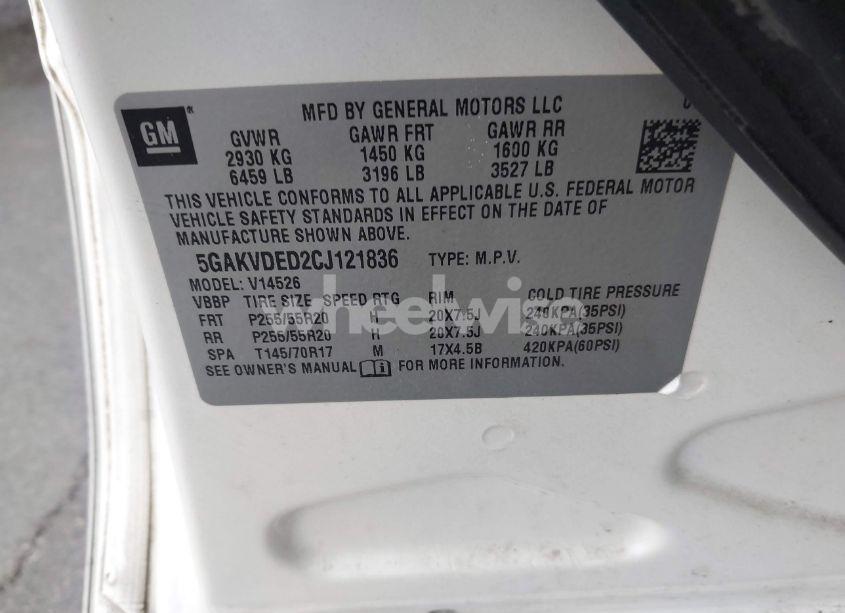 MFD BY GENERAL MOTORS LLC
GM
GVWR GAWR FRT GAWR RR
2930 KG 1450 KG 1600 KG
6459 LB 3196 LB 3527 LB
THIS VEHICLE CONFORMS TO ALL APPLICABLE U.S. FEDERAL MOTOR
VEHICLE SAFETY STANDARDS IN EFFECT ON THE DATE OF
MANUFACTURE SHOWN ABOVE.
5GAKVDED2CJ121836 TYPE: M.P.V.
MODEL: V14526
VBBP TIRE SIZE SPEED RTG RIM COLD TIRE PRESSURE
FRT P255/55R20 H 20X7.5J 240KPA(35PSI)
RR P255/55R20 H 20X7.5J 240KPA(35PSI)
SPA T145/70R17 M 17X4.5B 420KPA(60PSI)
SEE OWNER'S MANUAL FOR MORE INFORMATION.
wheelwise